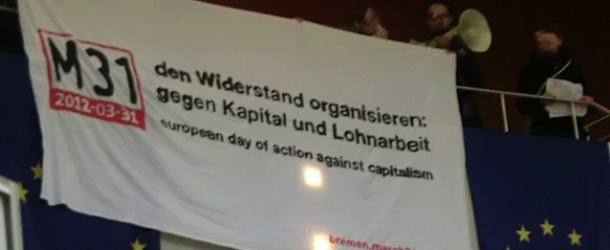 M31
2012-03-31
den Widerstand organisieren:
gegen Kapital und Lohnarbeit
european day of action against capitalism